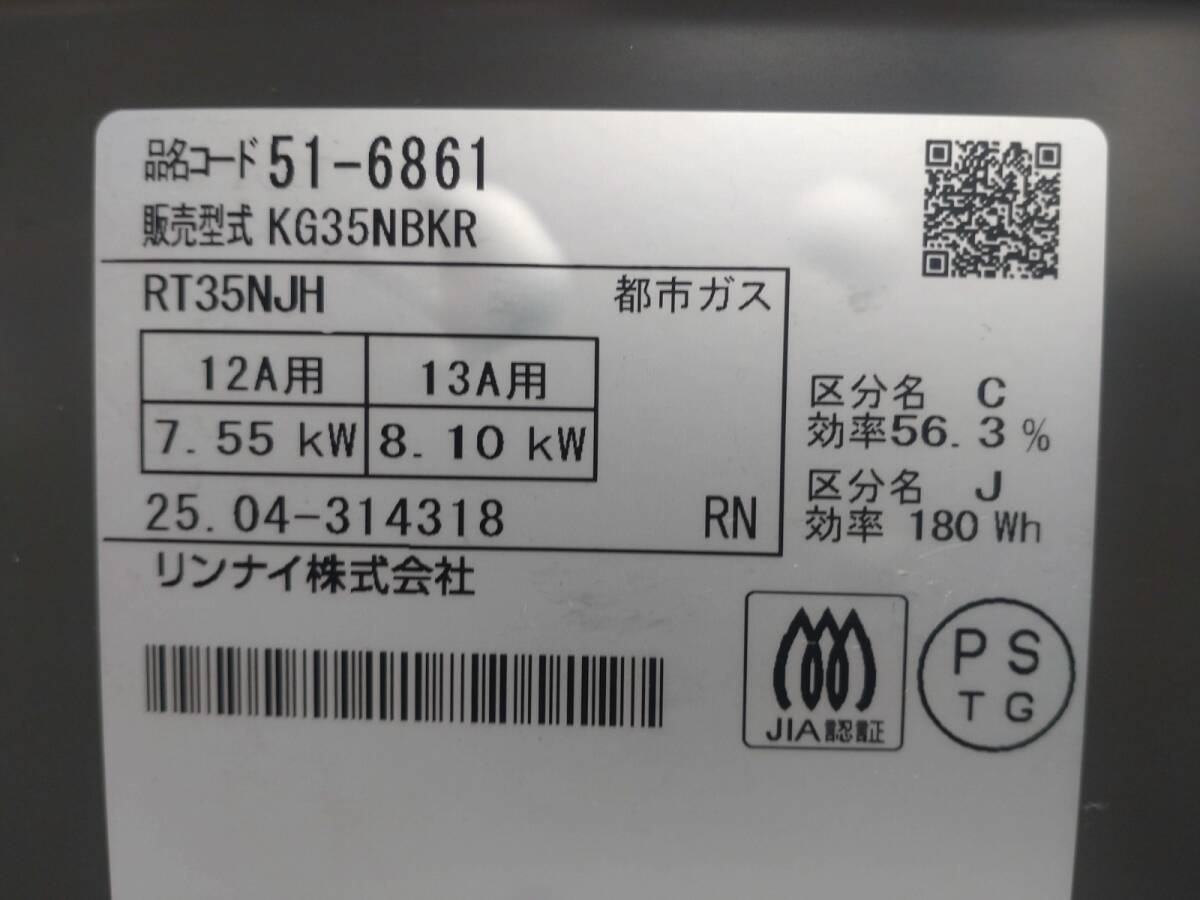 品名コード 51-6861
販売型式 KG35NBKR
RT35NJH 都市ガス
12A用 13A用
7.55 kW 8.10 kW
25.04-314318 RN
リンナイ株式会社
区分名 C
効率 56.3 %
区分名 J
効率 180 Wh
JIA認証
PS
TG